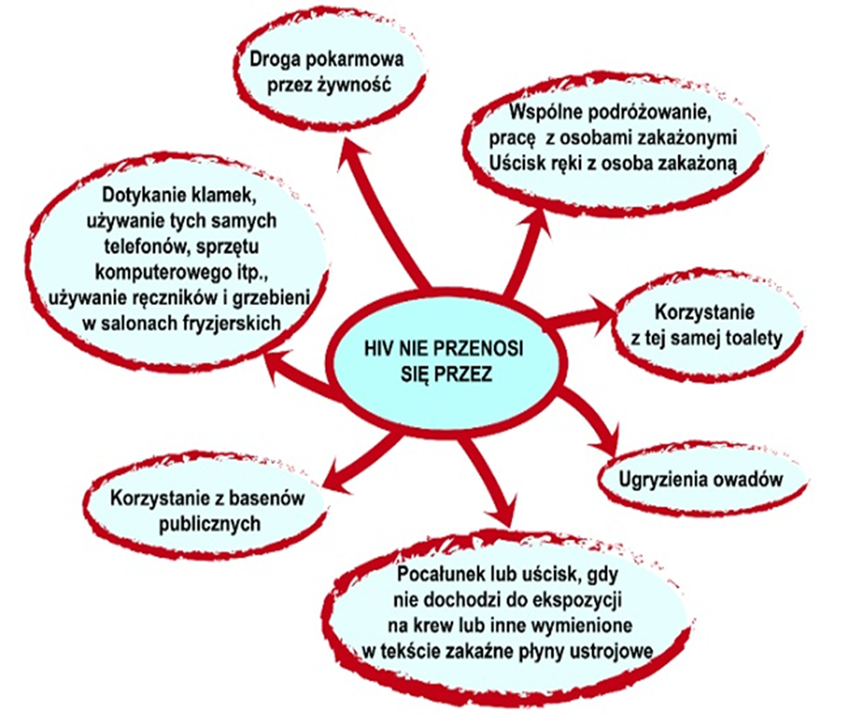 Droga pokarmowa
przez żywność
Wspólne podróżowanie,
pracę z osobami zakażonymi
Uścisk ręki z osoba zakażoną
Dotykanie klamek,
używanie tych samych
telefonów, sprzętu
komputerowego itp.,
używanie ręczników i grzebieni
w salonach fryzjerskich
Korzystanie
z tej samej toalety
HIV NIE PRZENOSI
SIĘ PRZEZ
Ugryzienia owadów
Korzystanie z basenów
publicznych
Pocałunek lub uścisk, gdy
nie dochodzi do ekspozycji
na krew lub inne wymienione
w tekście zakaźne płyny ustrojowe